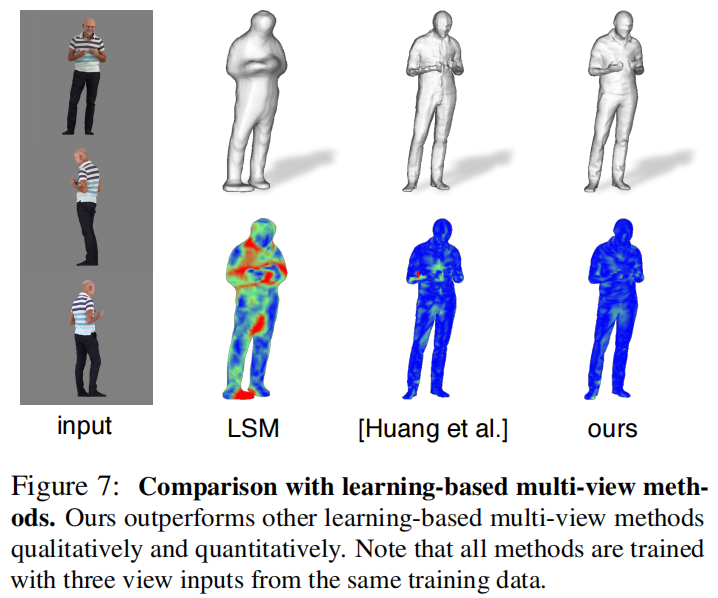 input
LSM
[Huang et al.]
ours
Figure 7: Comparison with learning-based multi-view meth-
ods. Ours outperforms other learning-based multi-view methods
qualitatively and quantitatively. Note that all methods are trained
with three view inputs from the same training data.